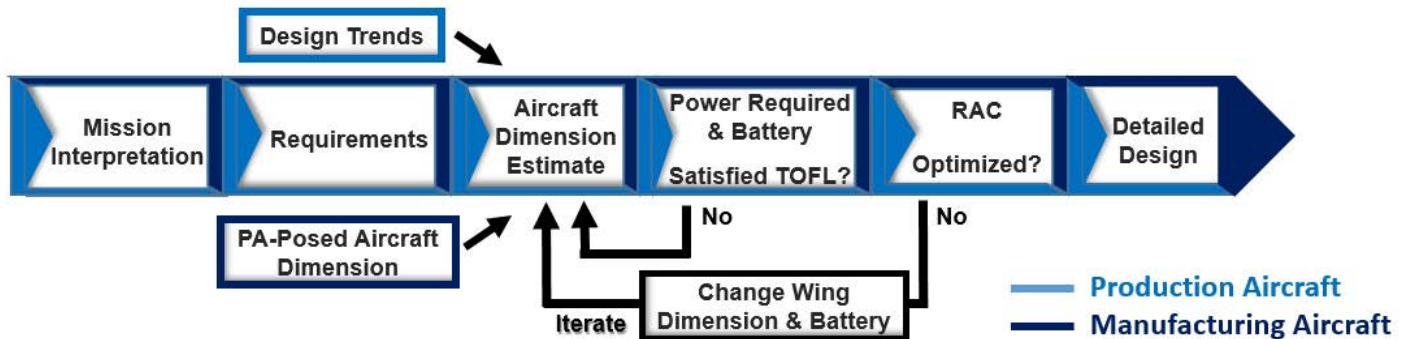 Design Trends
Mission
Interpretation
Requirements
Aircraft
Dimension
Estimate
Power Required
& Battery
Satisfied TOFL?
RAC
Optimized?
Detailed
Design
No
No
PA-Posed Aircraft
Dimension
Change Wing
Dimension & Battery
Iterate
Production Aircraft
Manufacturing Aircraft